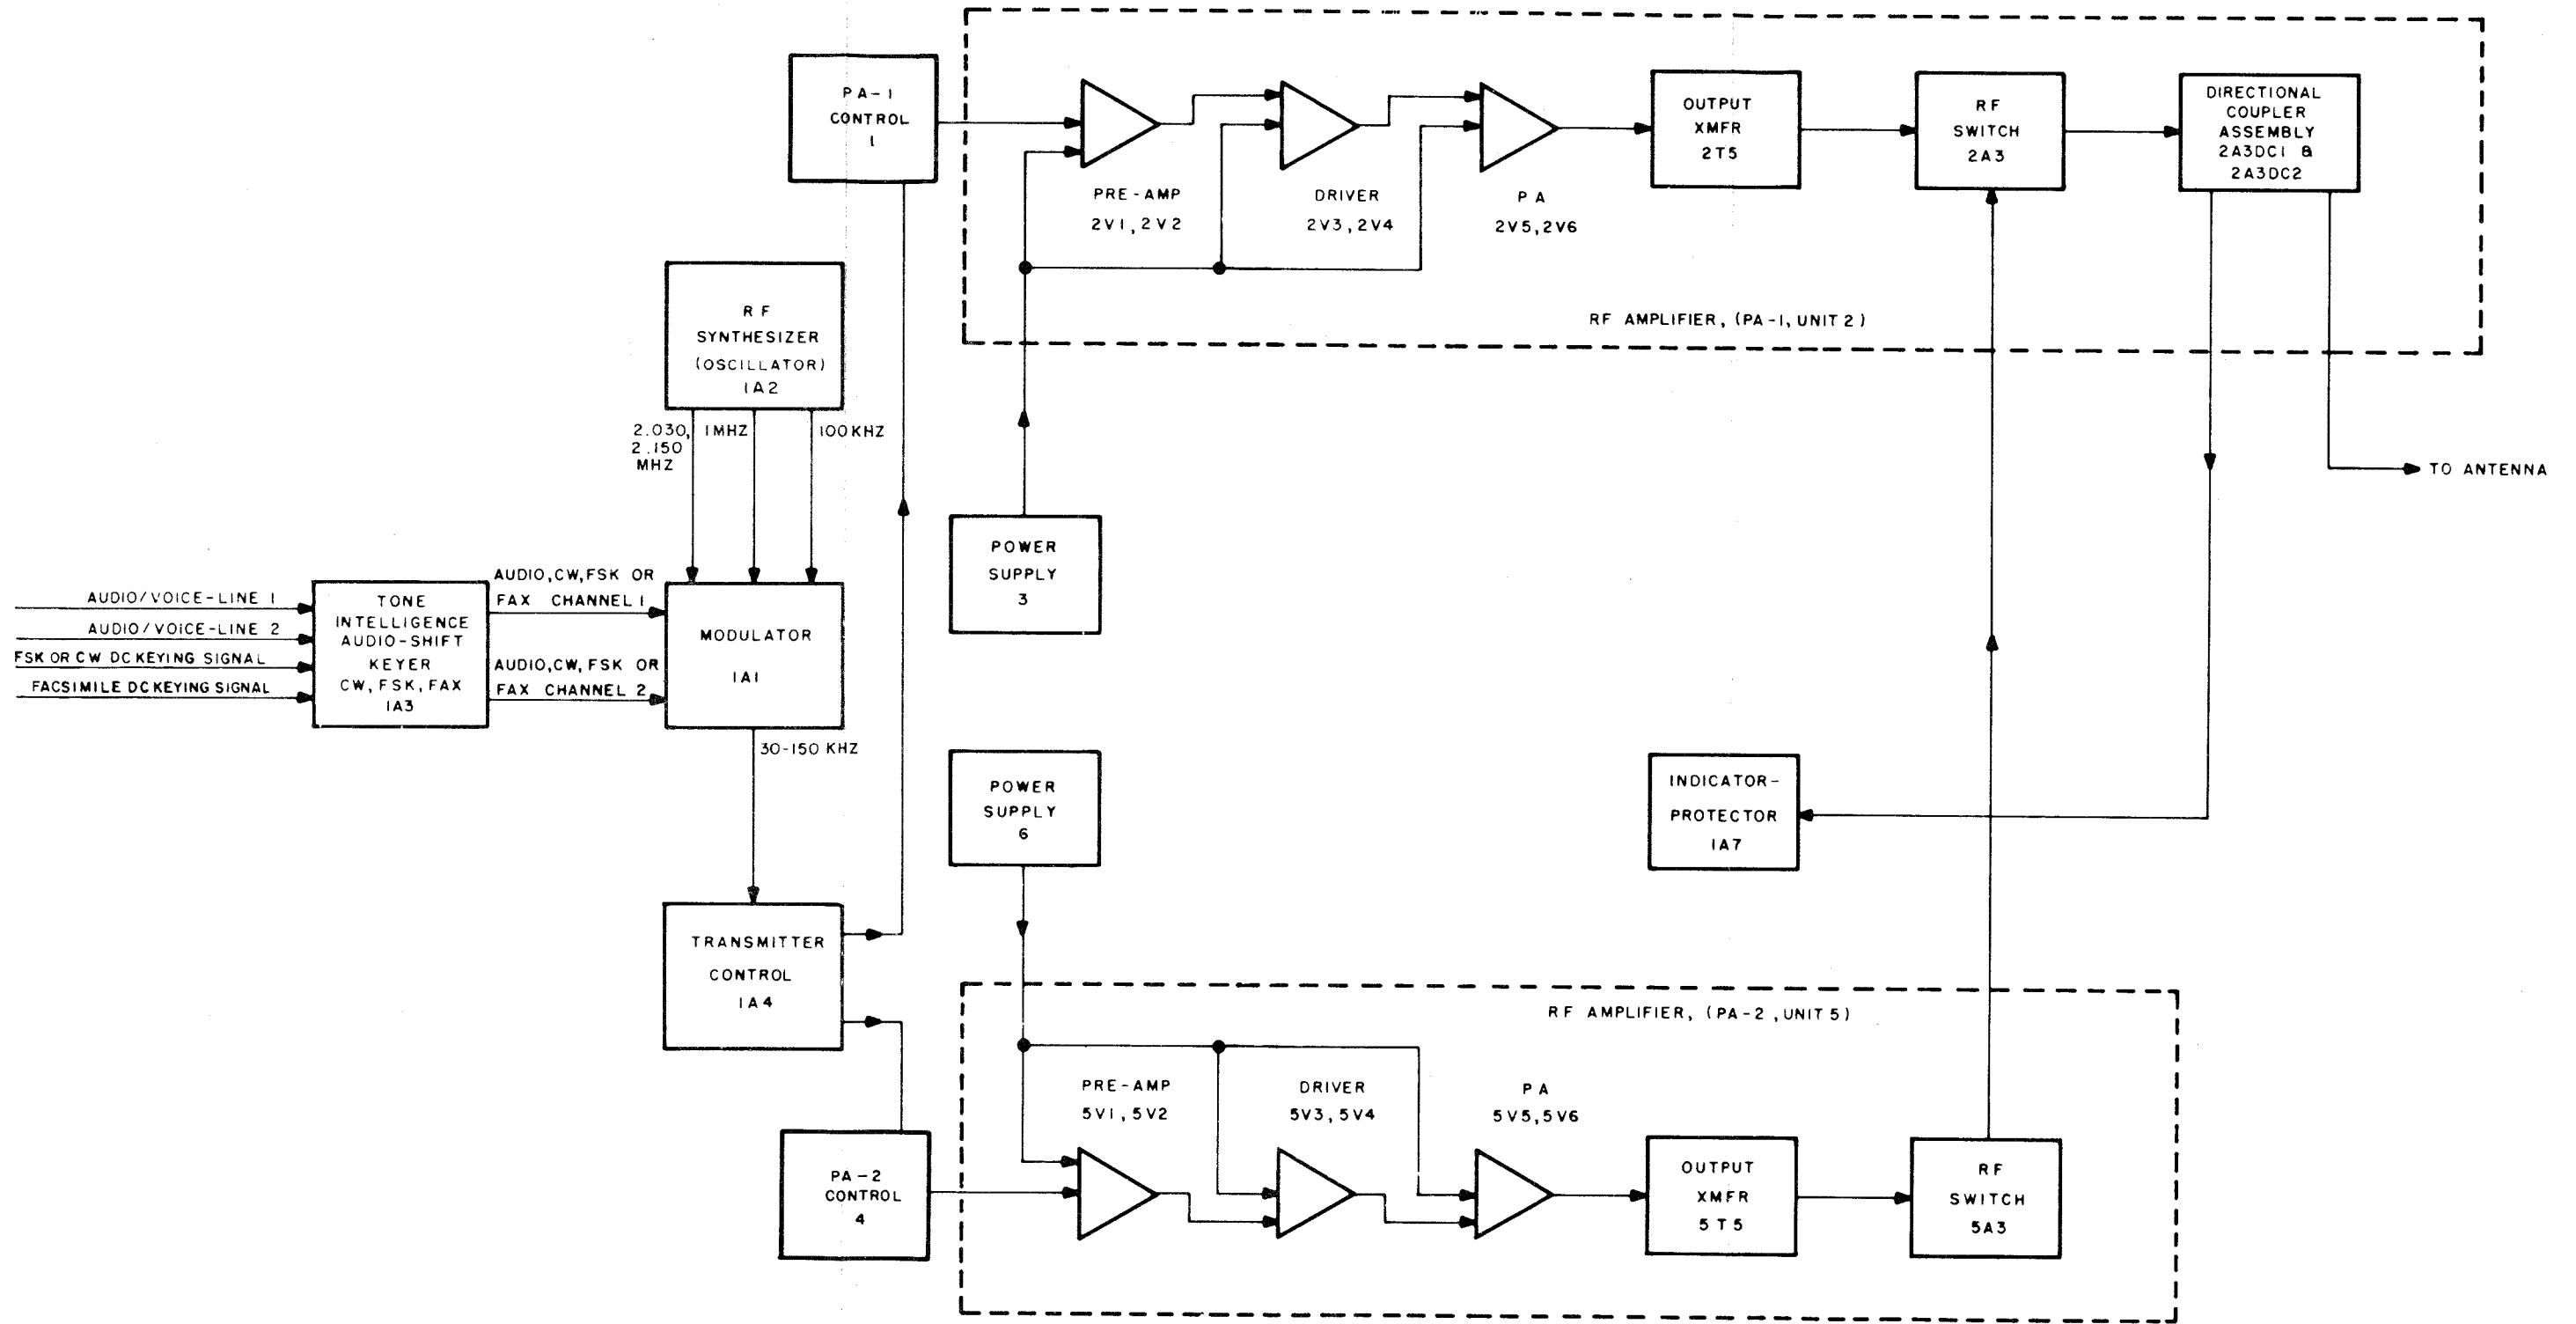 PA-1
CONTROL
1
PRE-AMP
2V1, 2V2
DRIVER
2V3, 2V4
PA
2V5, 2V6
OUTPUT
XMFR
2T5
RF
SWITCH
2A3
DIRECTIONAL
COUPLER
ASSEMBLY
2A3DC1 &
2A3DC2
RF AMPLIFIER, (PA-1, UNIT 2)
RF
SYNTHESIZER
(OSCILLATOR)
1A2
2.030,
2.150
MHZ
1MHZ
100KHZ
TO ANTENNA
POWER
SUPPLY
3
AUDIO/VOICE-LINE 1
AUDIO/VOICE-LINE 2
FSK OR CW DC KEYING SIGNAL
FACSIMILE DC KEYING SIGNAL
TONE
INTELLIGENCE
AUDIO-SHIFT
KEYER
CW, FSK, FAX
1A3
AUDIO, CW, FSK OR
FAX CHANNEL 1
AUDIO, CW, FSK OR
FAX CHANNEL 2
MODULATOR
1A1
30-150 KHZ
POWER
SUPPLY
6
INDICATOR-
PROTECTOR
1A7
TRANSMITTER
CONTROL
1A4
RF AMPLIFIER, (PA-2, UNIT 5)
PRE-AMP
5V1, 5V2
DRIVER
5V3, 5V4
PA
5V5, 5V6
PA-2
CONTROL
4
OUTPUT
XMFR
5T5
RF
SWITCH
5A3